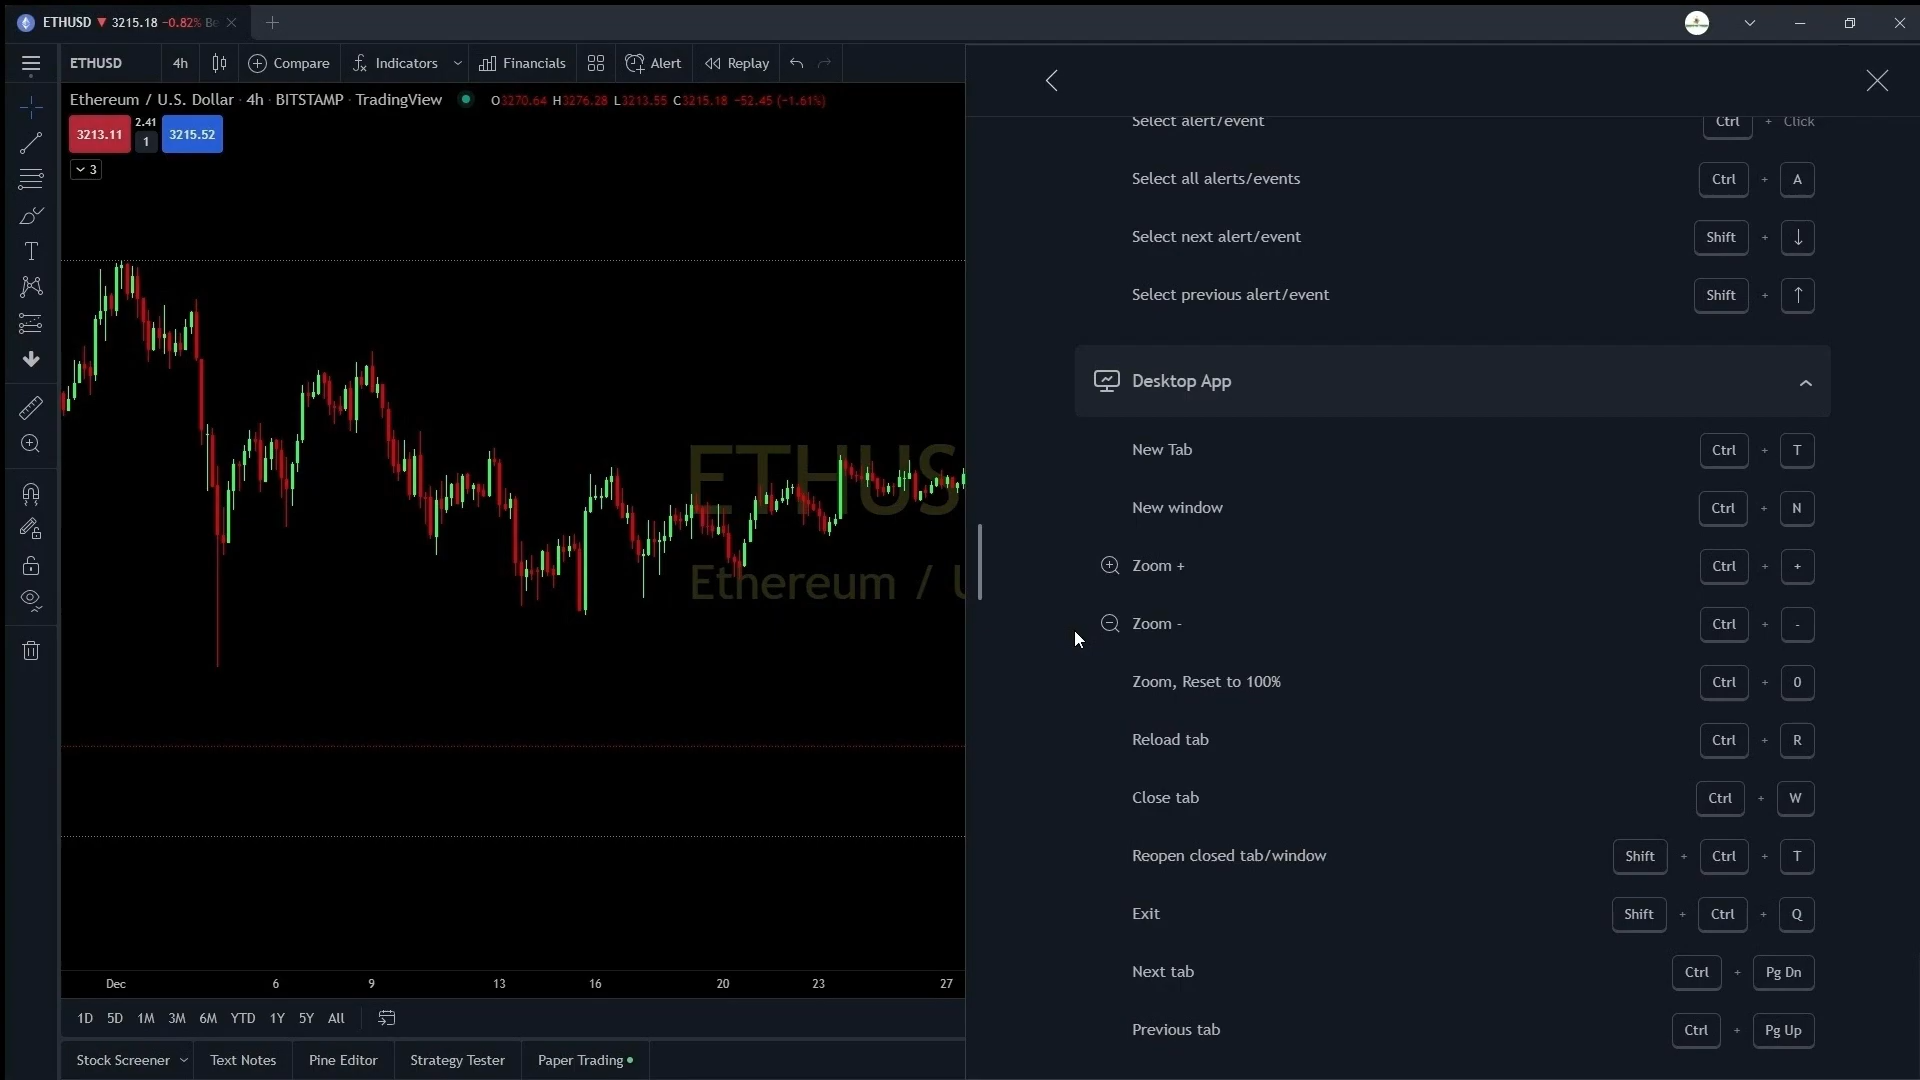 ETHUSD ▼ 3215.18 −0.82% Be
ETHUSD 4h Compare Indicators Financials Alert Replay
Ethereum / U.S. Dollar · 4h · BITSTAMP · TradingView O3270.64 H3276.28 L3213.55 C3215.18 −52.45 (−1.61%)
3213.11 2.41 1 3215.52
3
ETHUS
Ethereum / U
Dec 6 9 13 16 20 23 27
1D 5D 1M 3M 6M YTD 1Y 5Y All
Stock Screener Text Notes Pine Editor Strategy Tester Paper Trading
Select alert/event Ctrl + Click
Select all alerts/events Ctrl + A
Select next alert/event Shift + ↓
Select previous alert/event Shift + ↑
Desktop App
New Tab Ctrl + T
New window Ctrl + N
Zoom + Ctrl + +
Zoom - Ctrl + -
Zoom, Reset to 100% Ctrl + 0
Reload tab Ctrl + R
Close tab Ctrl + W
Reopen closed tab/window Shift + Ctrl + T
Exit Shift + Ctrl + Q
Next tab Ctrl + Pg Dn
Previous tab Ctrl + Pg Up